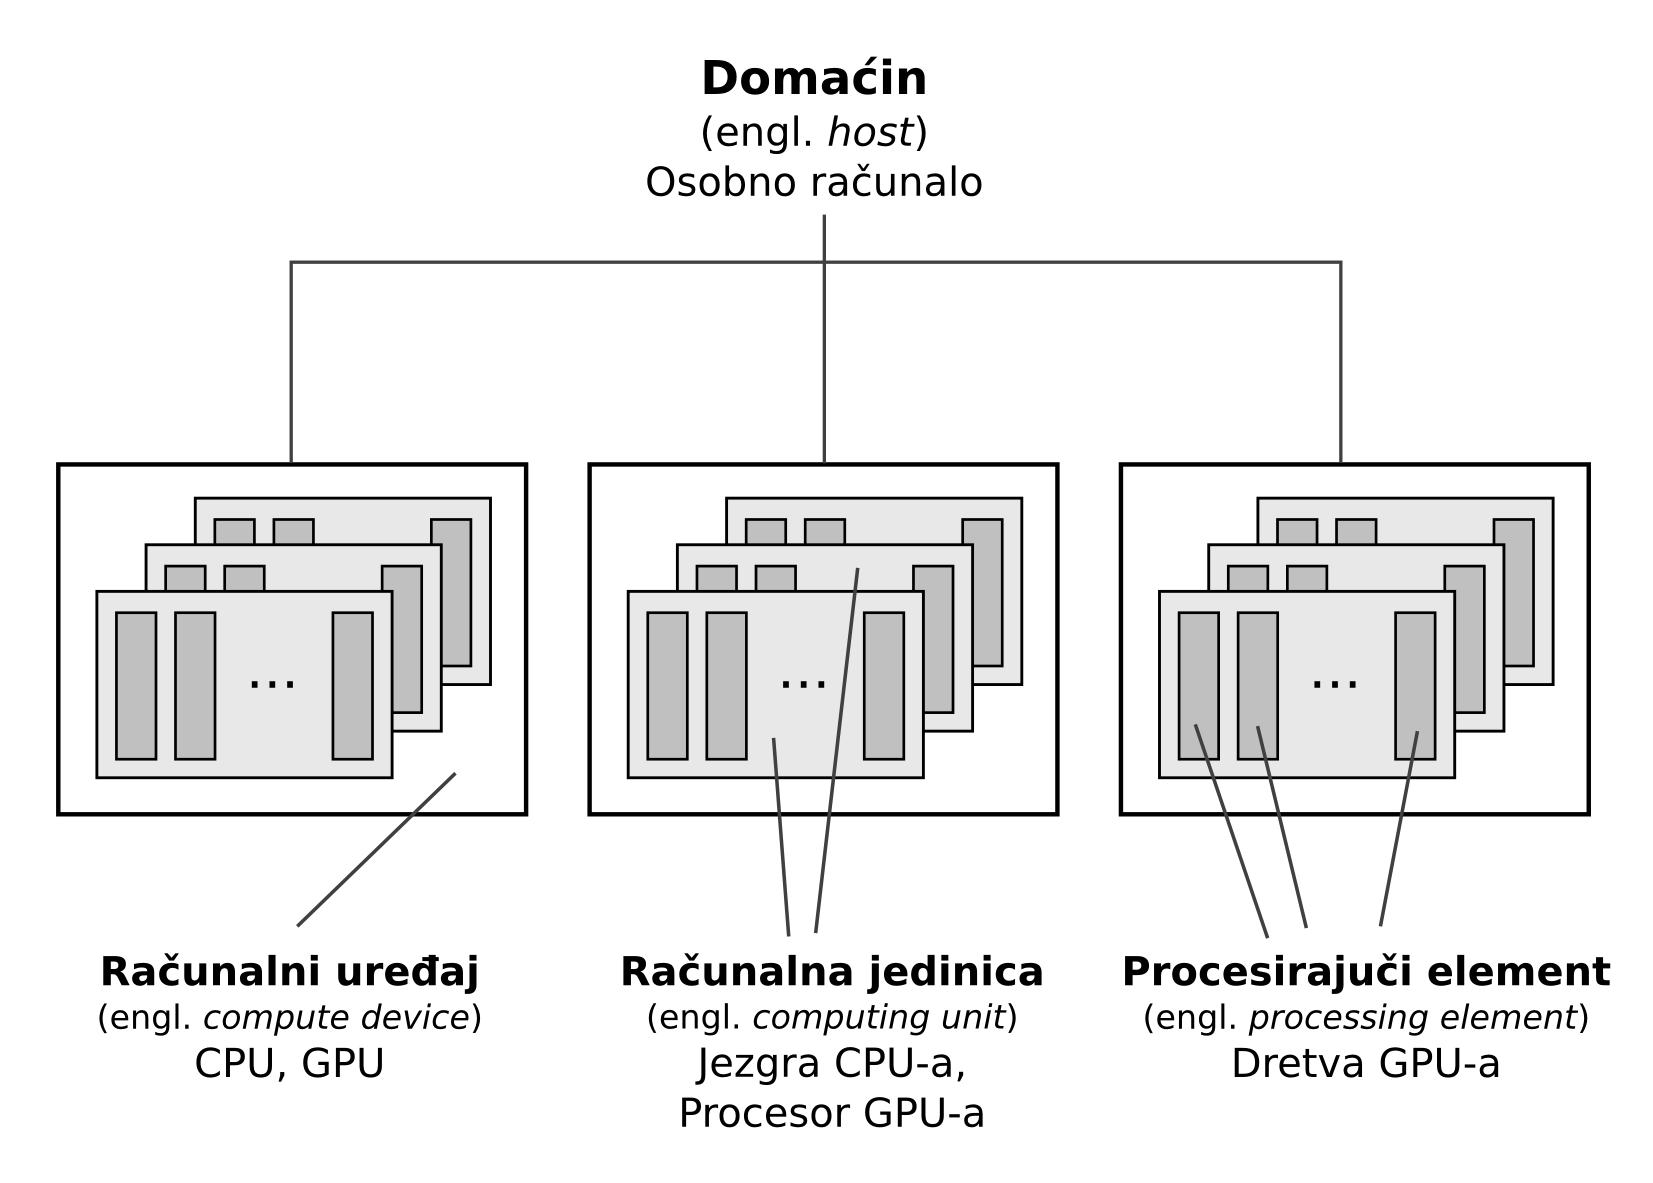 Domaćin
(engl. host)
Osobno računalo
...
...
...
Računalni uređaj
(engl. compute device)
CPU, GPU
Računalna jedinica
(engl. computing unit)
Jezgra CPU-a,
Procesor GPU-a
Procesirajuči element
(engl. processing element)
Dretva GPU-a